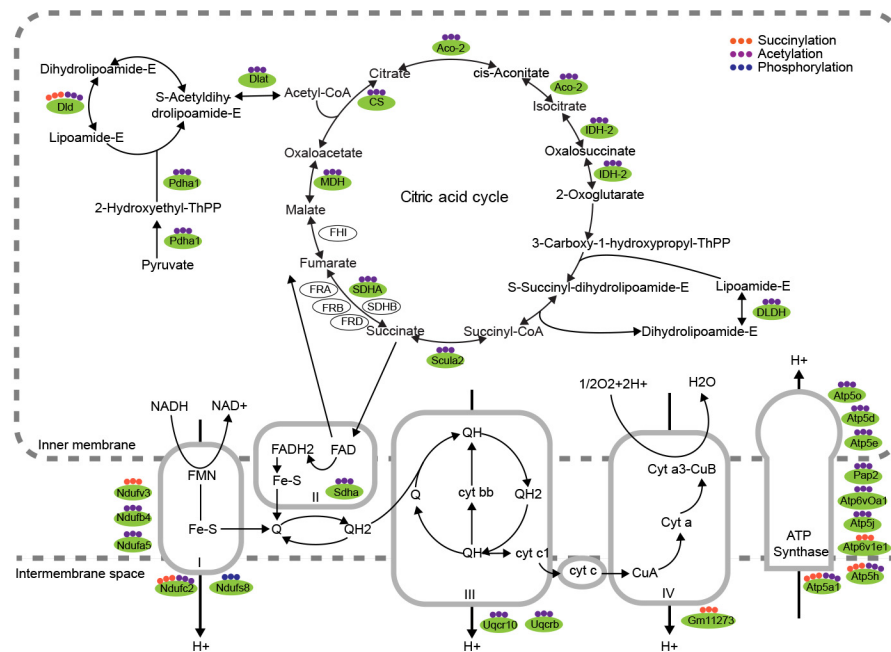 Succinylation
Acetylation
Phosphorylation
Aco-2
Citrate
cis-Aconitate
Dihydrolipoamide-E
Dlat
Acetyl-CoA
S-Acetyldihy-
drolipoamide-E
CS
Aco-2
Isocitrate
Dld
Lipoamide-E
IDH-2
Oxaloacetate
Oxalosuccinate
MDH
IDH-2
Pdha1
Citric acid cycle
2-Oxoglutarate
2-Hydroxyethyl-ThPP
Malate
FHI
Pdha1
3-Carboxy-1-hydroxypropyl-ThPP
Pyruvate
Fumarate
FRA
SDHA
S-Succinyl-dihydrolipoamide-E
Lipoamide-E
FRB
SDHB
DLDH
FRD
Succinate
Succinyl-CoA
Dihydrolipoamide-E
Scula2
H+
1/2O2+2H+
H2O
Atp5o
NADH
NAD+
Atp5d
Inner membrane
FADH2
FAD
QH
Cyt a3-CuB
Atp5e
FMN
Fe-S
II
Sdha
Q
cyt bb
QH2
Pap2
Ndufv3
Atp6vOa1
Ndufb4
Fe-S
Q
QH2
Cyt a
Atp5j
Ndufa5
ATP
Synthase
Atp6v1e1
I
QH
cyt c1
Intermembrane space
cyt c
CuA
Ndufc2
Ndufs8
Atp5a1
Atp5h
III
IV
Uqcr10
Uqcrb
Gm11273
H+
H+
H+